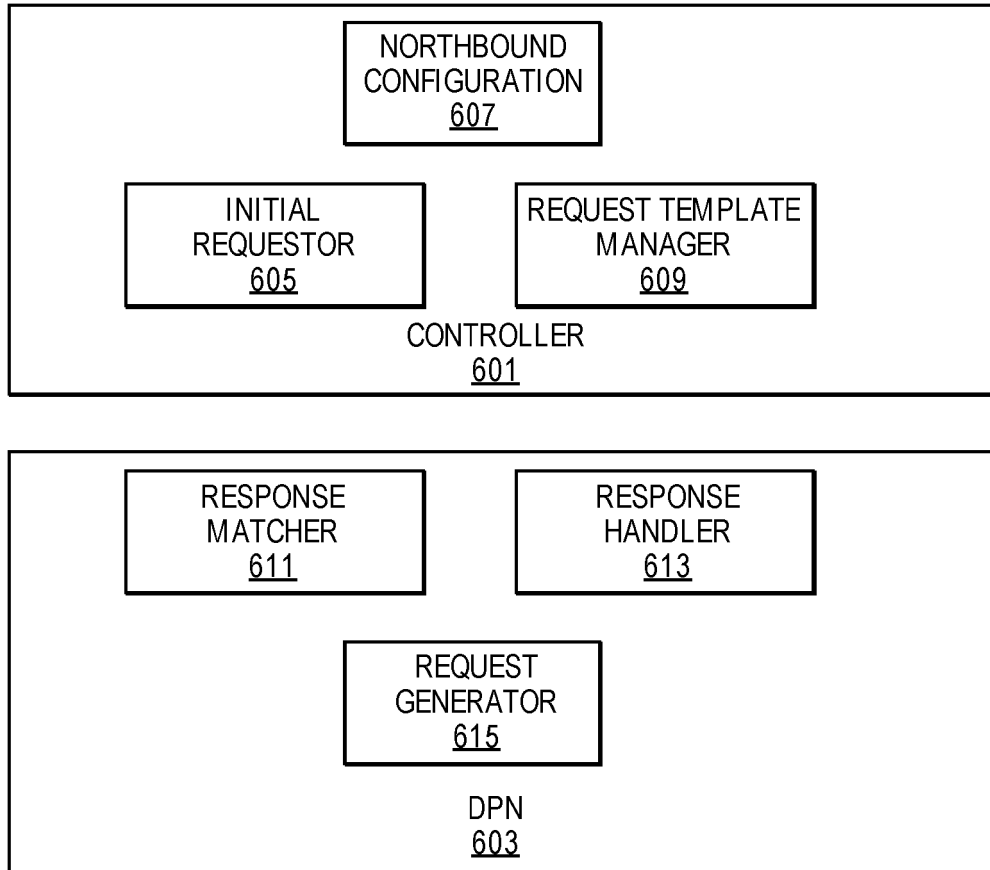 NORTHBOUND
CONFIGURATION
607
INITIAL
REQUESTOR
605
REQUEST TEMPLATE
MANAGER
609
CONTROLLER
601
RESPONSE
MATCHER
611
RESPONSE
HANDLER
613
REQUEST
GENERATOR
615
DPN
603